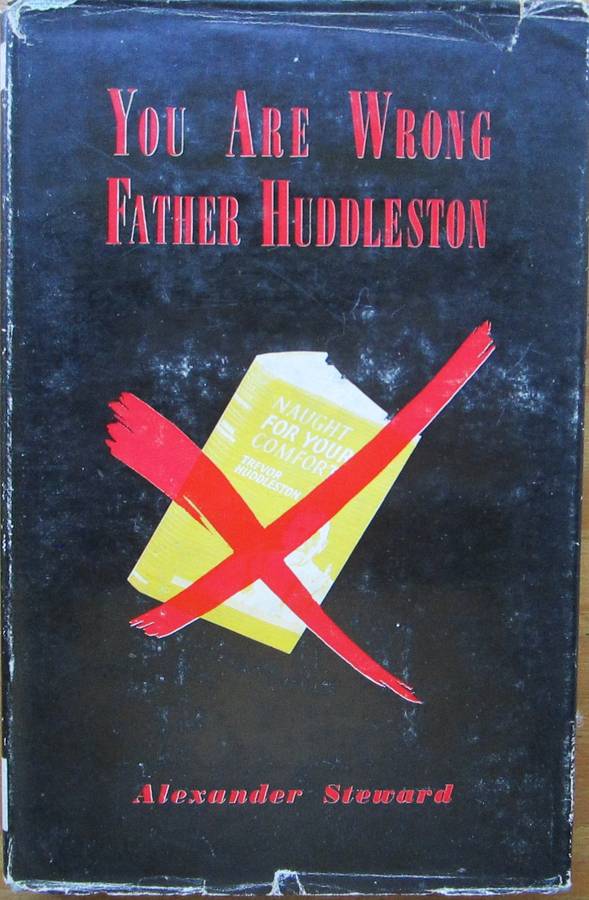 YOU ARE WRONG
FATHER HUDDLESTON
NAUGHT
FOR YOUR
COMFORT
TREVOR
HUDDLESTON
Alexander Steward